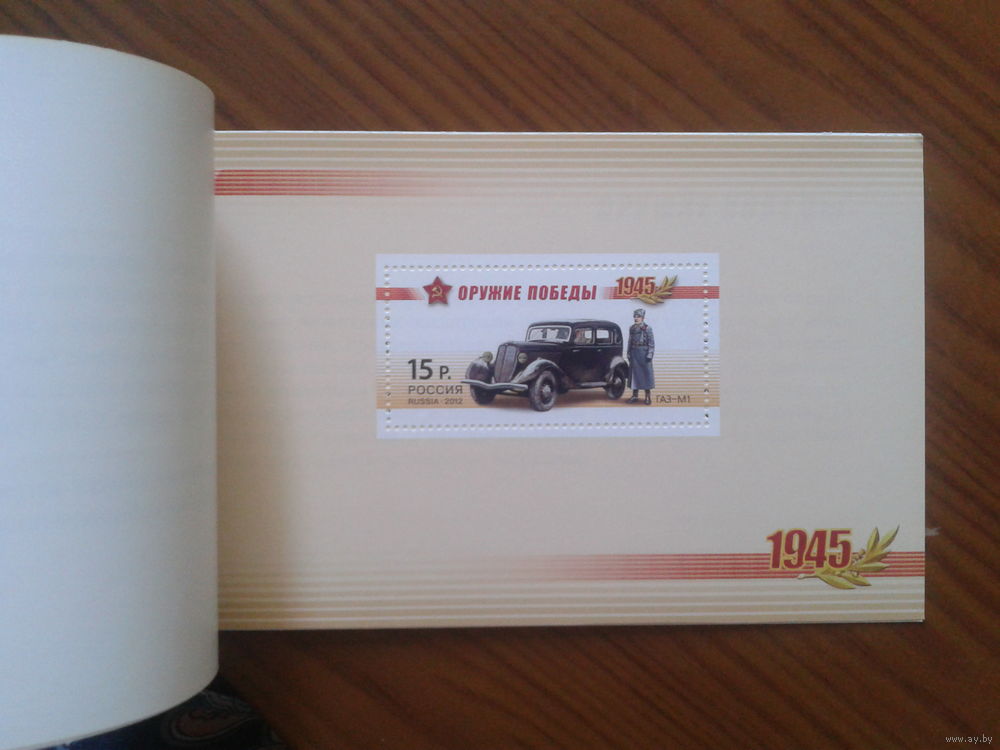 ОРУЖИЕ ПОБЕДЫ 1945
15 Р.
РОССИЯ
RUSSIA · 2012
ГАЗ-М1
1945
www.ay.by